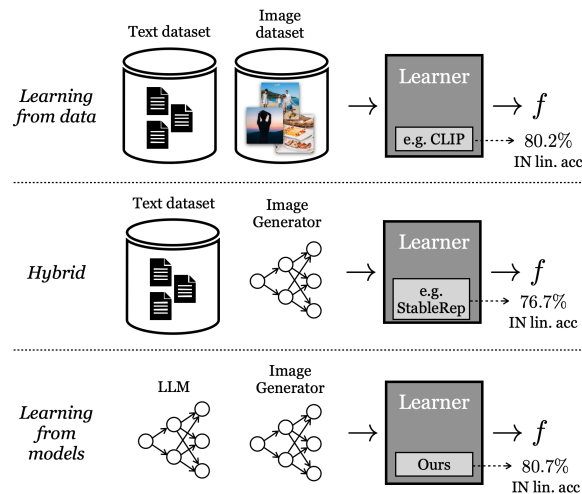 Text dataset
Image
dataset
Learning
from data
Learner
e.g. CLIP
f
80.2%
IN lin. acc
Text dataset
Image
Generator
Hybrid
Learner
e.g.
StableRep
f
76.7%
IN lin. acc
LLM
Image
Generator
Learning
from
models
Learner
Ours
f
80.7%
IN lin. acc